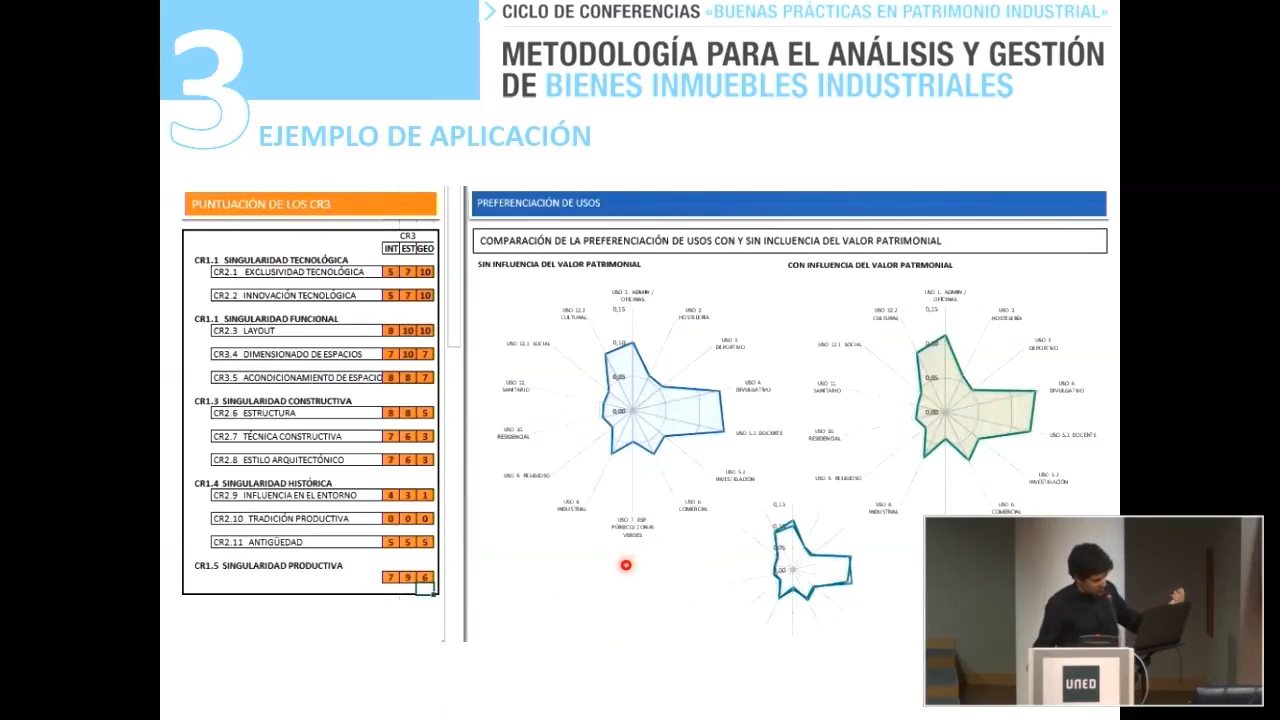 CICLO DE CONFERENCIAS «BUENAS PRÁCTICAS EN PATRIMONIO INDUSTRIAL»
METODOLOGÍA PARA EL ANÁLISIS Y GESTIÓN
DE BIENES INMUEBLES INDUSTRIALES
3
EJEMPLO DE APLICACIÓN
PUNTUACIÓN DE LOS CR3
CR3
INT EST GEO
CR1.1 SINGULARIDAD TECNOLÓGICA
CR2.1 EXCLUSIVIDAD TECNOLÓGICA 5 7 10
CR2.2 INNOVACIÓN TECNOLÓGICA 5 7 10
CR1.1 SINGULARIDAD FUNCIONAL
CR2.3 LAYOUT 8 10 10
CR3.4 DIMENSIONADO DE ESPACIOS 7 10 7
CR3.5 ACONDICIONAMIENTO DE ESPACIO 8 8 7
CR1.3 SINGULARIDAD CONSTRUCTIVA
CR2.6 ESTRUCTURA 8 8 5
CR2.7 TÉCNICA CONSTRUCTIVA 7 6 3
CR2.8 ESTILO ARQUITECTÓNICO 7 6 3
CR1.4 SINGULARIDAD HISTÓRICA
CR2.9 INFLUENCIA EN EL ENTORNO 4 3 1
CR2.10 TRADICIÓN PRODUCTIVA 0 0 0
CR2.11 ANTIGÜEDAD 5 5 5
CR1.5 SINGULARIDAD PRODUCTIVA
7 9 6
PREFERENCIACIÓN DE USOS
COMPARACIÓN DE LA PREFERENCIACIÓN DE USOS CON Y SIN INCLUENCIA DEL VALOR PATRIMONIAL
SIN INFLUENCIA DEL VALOR PATRIMONIAL
USO 1. ADMIN /
OFICINAS
USO 2.
HOSTELERÍA
USO 3
DEPORTIVO
USO 4
DIVULGATIVO
USO 5.1 DOCENTE
USO 5.2
INVESTIGACIÓN
USO 6
COMERCIAL
USO 7. ESP
PÚBLICO/ZONAS
VERDES
USO 8
INDUSTRIAL
USO 9. RELIGIOSO
USO 10.
RESIDENCIAL
USO 11.
SANITARIO
USO 12.1 SOCIAL
USO 12.2
CULTURAL
0,15
0,10
0,05
0,00
CON INFLUENCIA DEL VALOR PATRMONIAL
USO 1. ADMIN /
OFICINAS
USO 2
HOSTELERÍA
USO 3
DEPORTIVO
USO 4
DIVULGATIVO
USO 5.1 DOCENTE
USO 5.2
INVESTIGACIÓN
USO 6
COMERCIAL
USO 8
INDUSTRIAL
USO 9. RELIGIOSO
USO 10.
RESIDENCIAL
USO 11.
SANITARIO
USO 12.1 SOCIAL
USO 12.2
CULTURAL
0,15
0,05
0,00
0,15
0,10
0,05
0,00
UNED